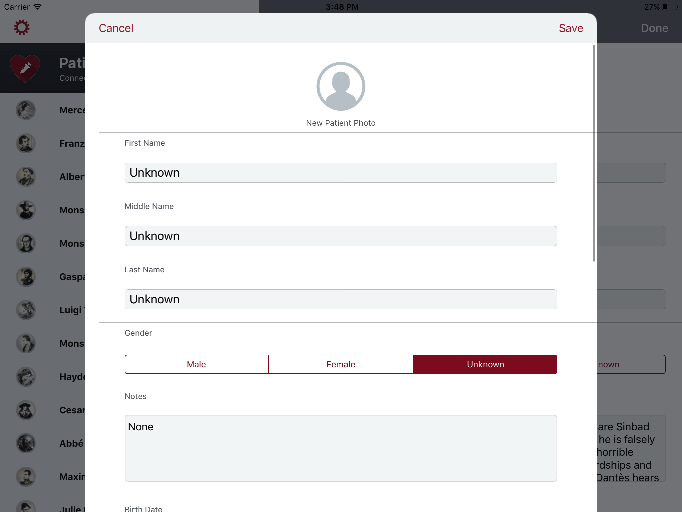 Carrier 3:48 PM 27%
Cancel Save Done
Pati
Conne
New Patient Photo
Merce
First Name
Franz
Unknown
Alber
Middle Name
Mons
Unknown
Mons
Last Name
Gaspa
Unknown
Luigi
Gender
Mons
Male Female Unknown nown
Hayde
Notes
Cesar
None
are Sinbad
he is falsely
Abbé
horrible
rdships and
Maxim
Dantès hears
Julie
Birth Date